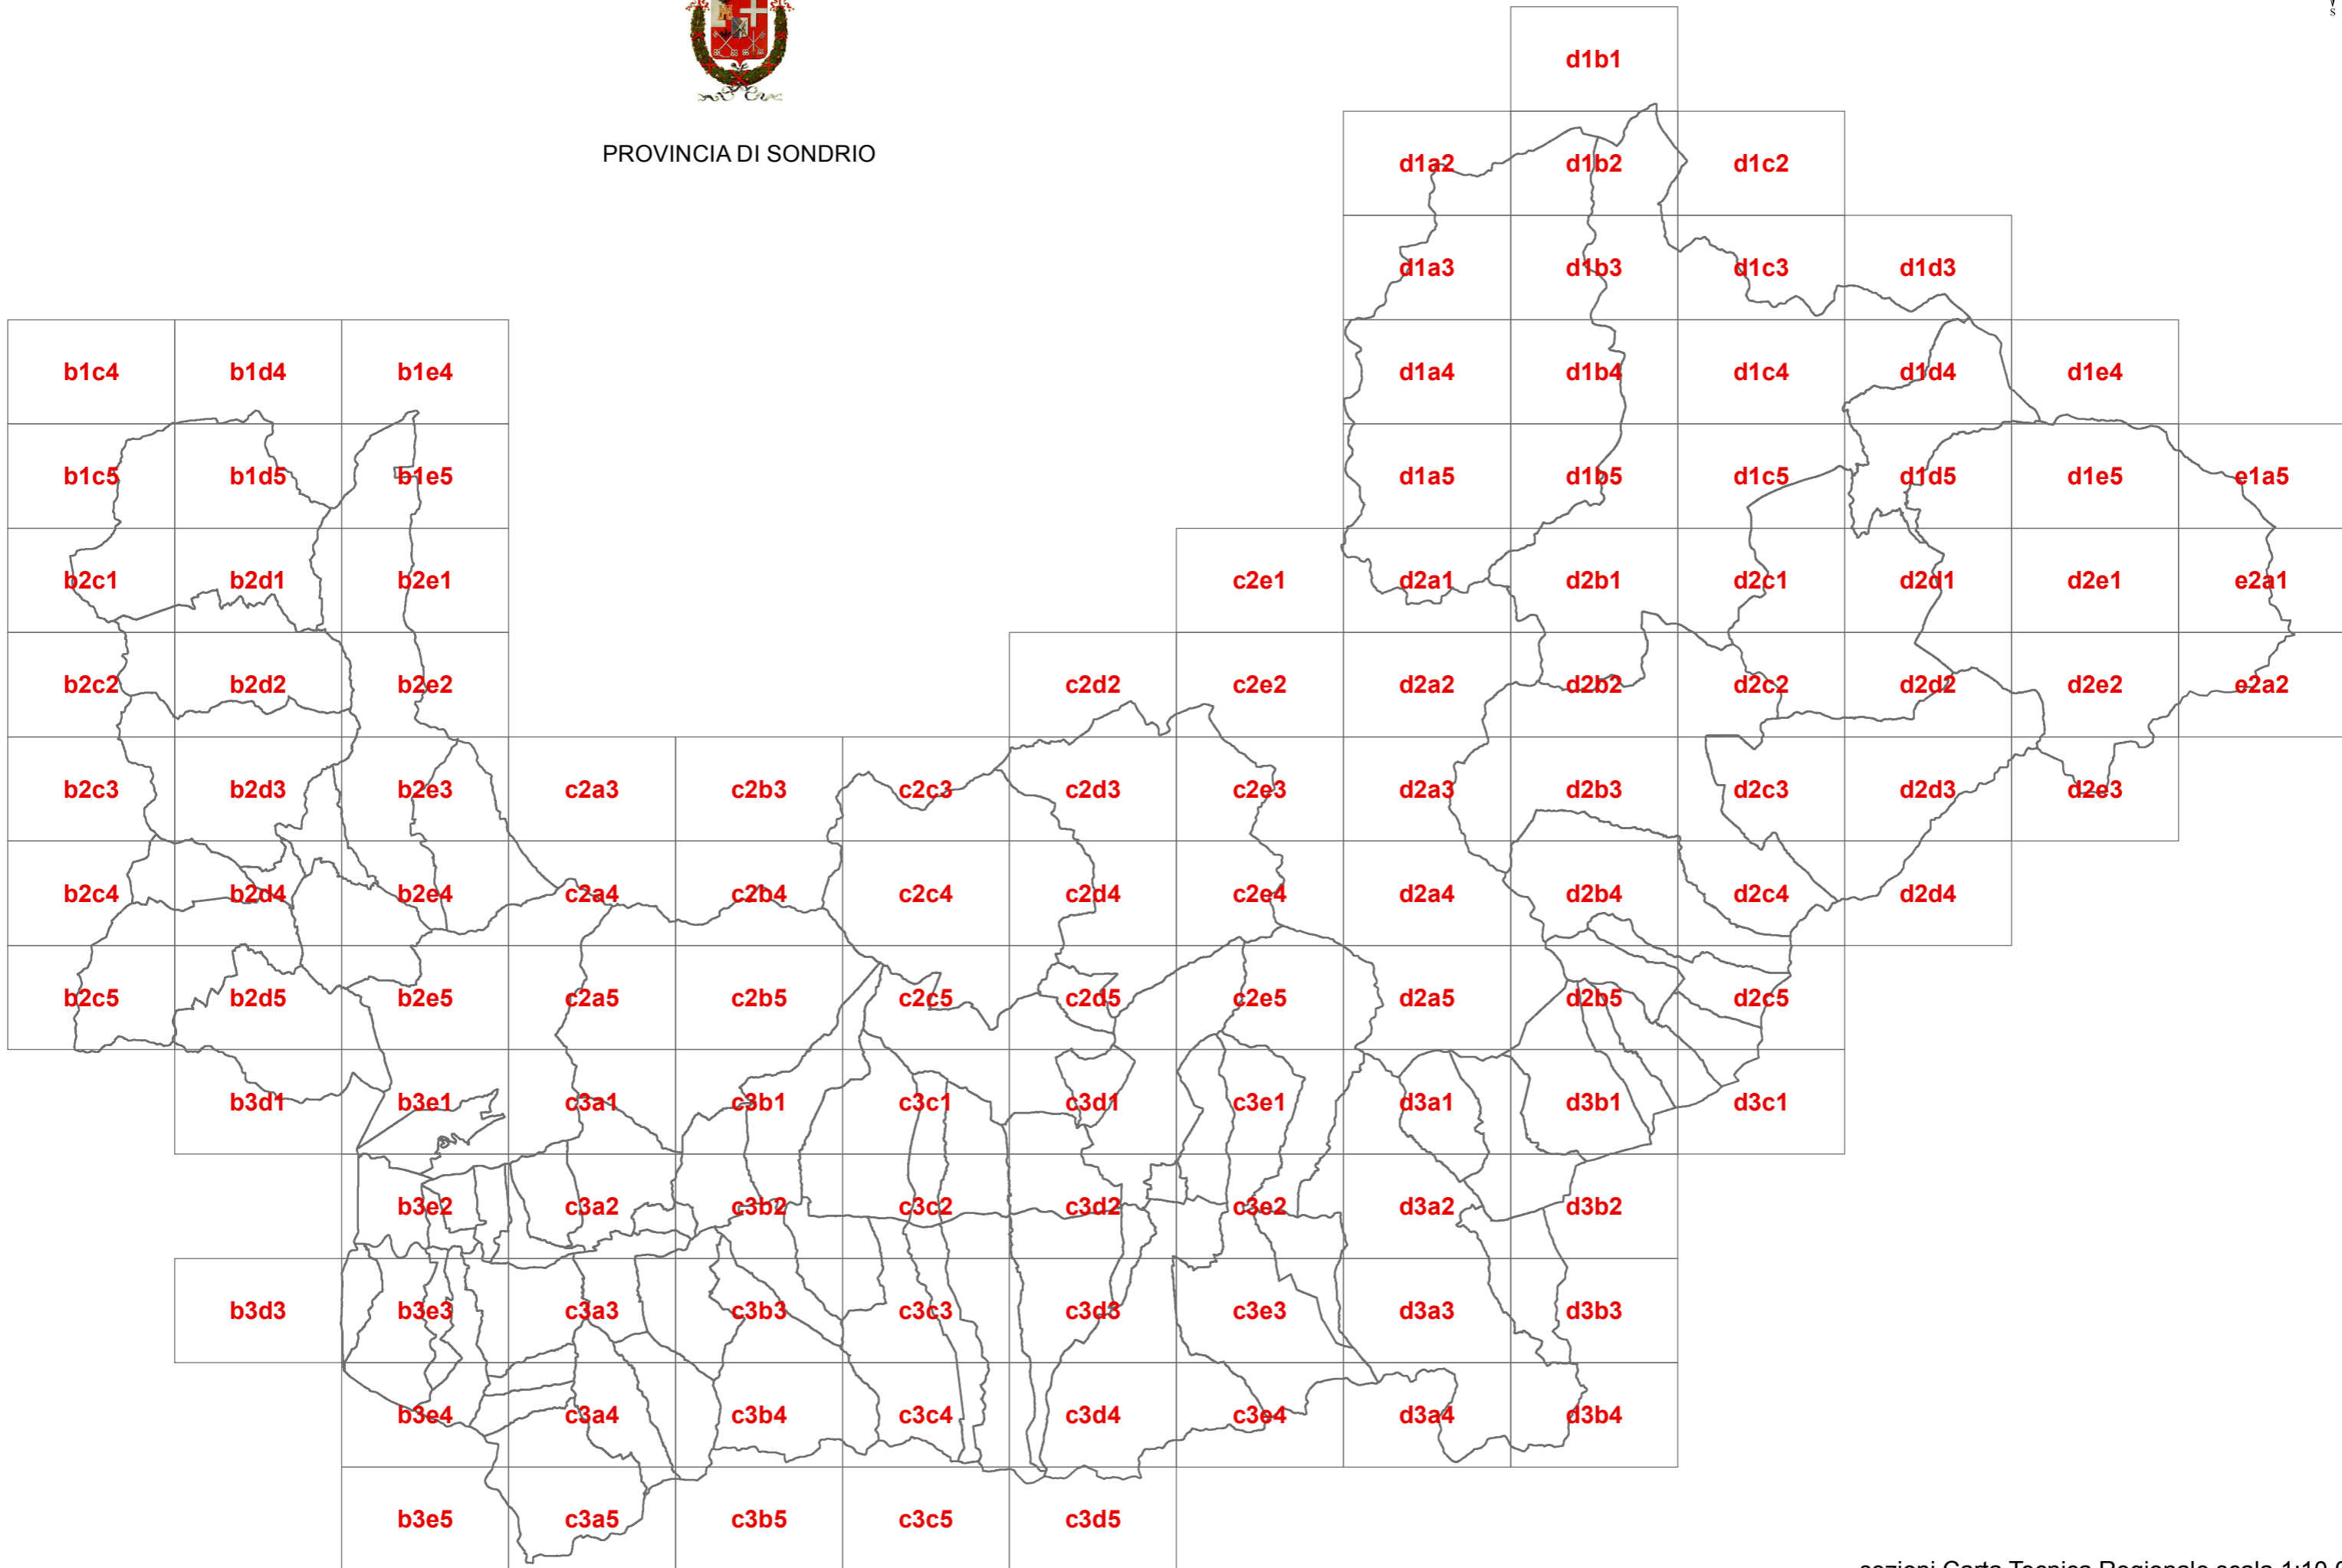 s
d1b1
PROVINCIA DI SONDRIO
d1a2 d1b2 d1c2
d1a3 d1b3 d1c3 d1d3
b1c4 b1d4 b1e4 d1a4 d1b4 d1c4 d1d4 d1e4
b1c5 b1d5 b1e5 d1a5 d1b5 d1c5 d1d5 d1e5 e1a5
b2c1 b2d1 b2e1 c2e1 d2a1 d2b1 d2c1 d2d1 d2e1 e2a1
b2c2 b2d2 b2e2 c2d2 c2e2 d2a2 d2b2 d2c2 d2d2 d2e2 e2a2
b2c3 b2d3 b2e3 c2a3 c2b3 c2c3 c2d3 c2e3 d2a3 d2b3 d2c3 d2d3 d2e3
b2c4 b2d4 b2e4 c2a4 c2b4 c2c4 c2d4 c2e4 d2a4 d2b4 d2c4 d2d4
b2c5 b2d5 b2e5 c2a5 c2b5 c2c5 c2d5 c2e5 d2a5 d2b5 d2c5
b3d1 b3e1 c3a1 c3b1 c3c1 c3d1 c3e1 d3a1 d3b1 d3c1
b3e2 c3a2 c3b2 c3c2 c3d2 c3e2 d3a2 d3b2
b3d3 b3e3 c3a3 c3b3 c3c3 c3d3 c3e3 d3a3 d3b3
b3e4 c3a4 c3b4 c3c4 c3d4 c3e4 d3a4 d3b4
b3e5 c3a5 c3b5 c3c5 c3d5